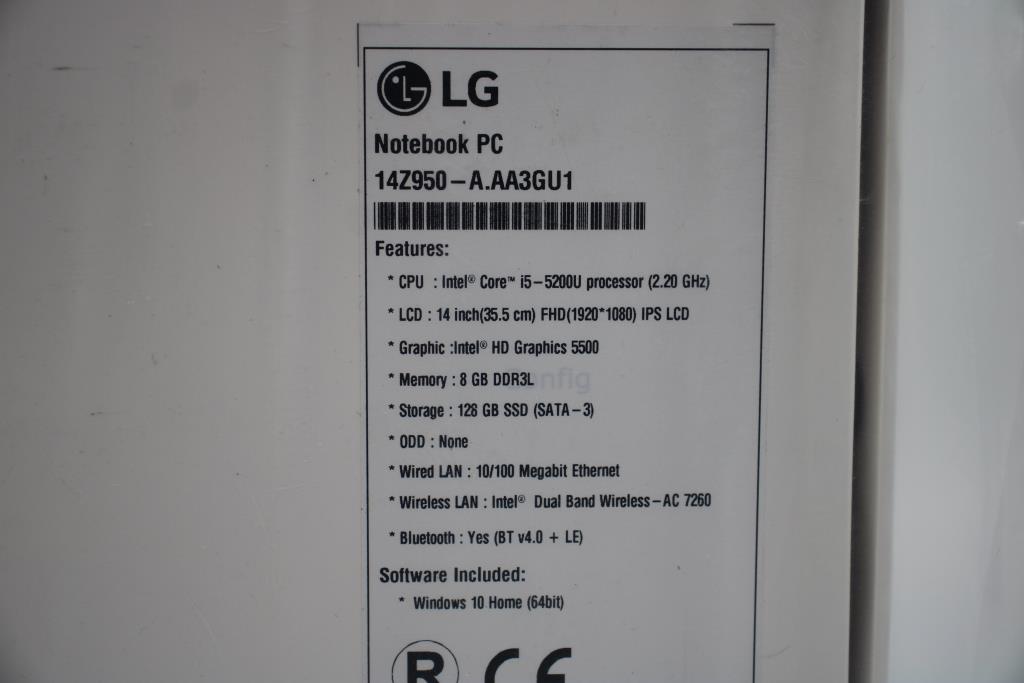 LG
Notebook PC
14Z950-A.AA3GU1
Features:
* CPU : Intel® Core™ i5-5200U processor (2.20 GHz)
* LCD : 14 inch(35.5 cm) FHD(1920*1080) IPS LCD
* Graphic :Intel® HD Graphics 5500
* Memory : 8 GB DDR3L
* Storage : 128 GB SSD (SATA-3)
* ODD : None
* Wired LAN : 10/100 Megabit Ethernet
* Wireless LAN : Intel® Dual Band Wireless-AC 7260
* Bluetooth : Yes (BT v4.0 + LE)
Software Included:
* Windows 10 Home (64bit)
R CE